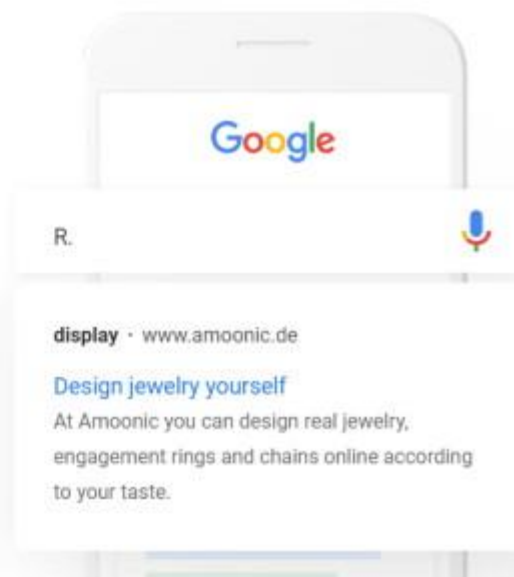 Google
R.
display · www.amoonic.de
Design jewelry yourself
At Amoonic you can design real jewelry,
engagement rings and chains online according
to your taste.